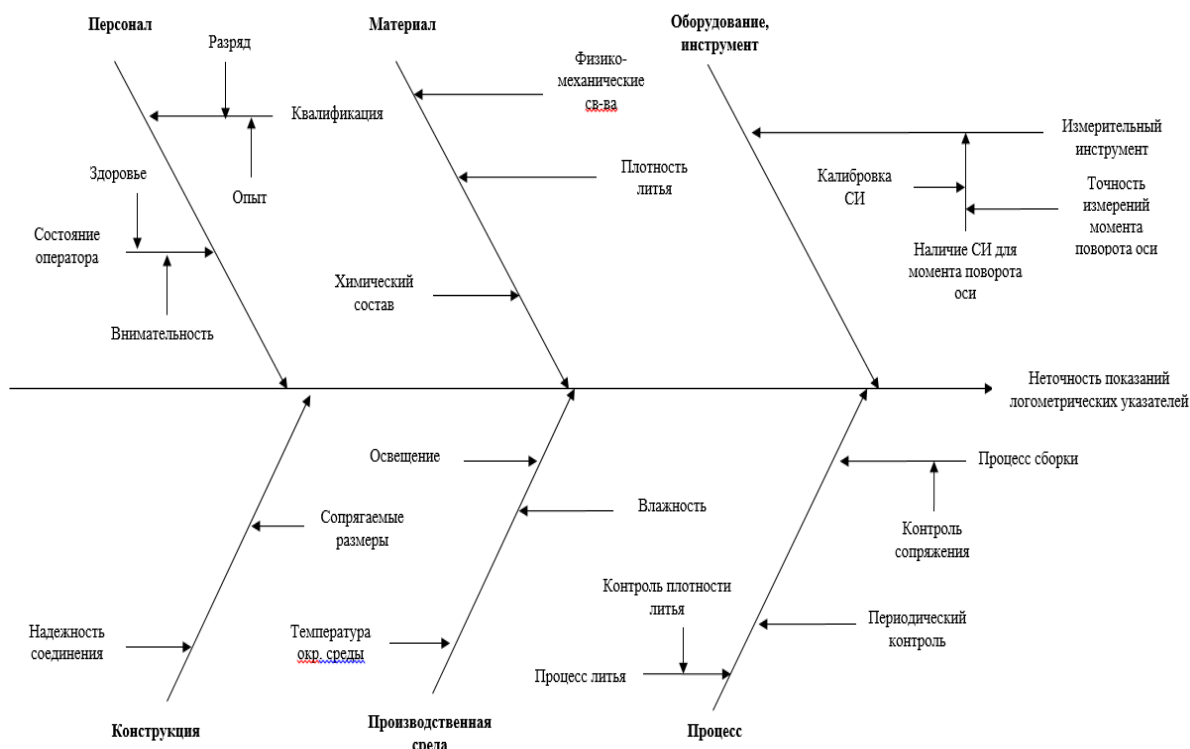 Персонал
Материал
Оборудование,
инструмент
Разряд
Квалификация
Опыт
Здоровье
Состояние
оператора
Внимательность
Физико-
механические
св-ва
Плотность
литья
Химический
состав
Измерительный
инструмент
Калибровка
СИ
Точность
измерений
момента
поворота оси
Наличие СИ для
момента поворота
оси
Неточность показаний
логометрических указателей
Сопрягаемые
размеры
Надежность
соединения
Конструкция
Освещение
Влажность
Температура
окр. среды
Производственная
среда
Процесс сборки
Контроль
сопряжения
Контроль плотности
литья
Периодический
контроль
Процесс литья
Процесс